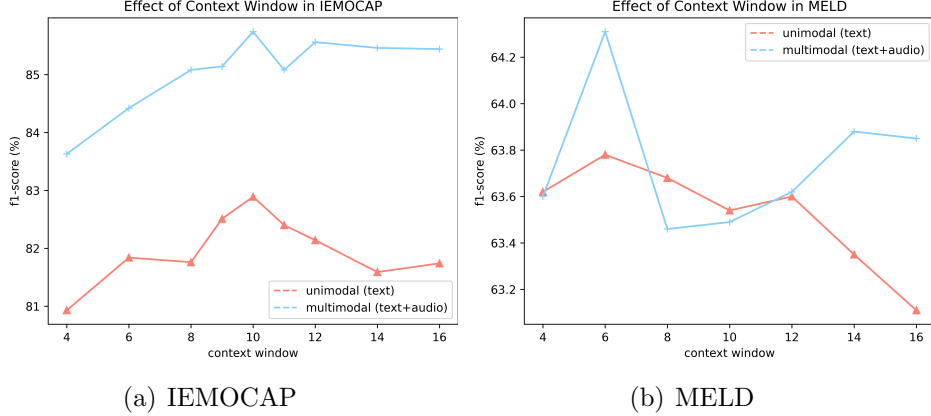 Effect of Context Window in IEMOCAP
85
84
83
82
81
f1-score (%)
unimodal (text)
multimodal (text+audio)
4 6 8 10 12 14 16
context window
(a) IEMOCAP
Effect of Context Window in MELD
unimodal (text)
multimodal (text+audio)
64.2
64.0
63.8
63.6
63.4
63.2
f1-score (%)
4 6 8 10 12 14 16
context window
(b) MELD